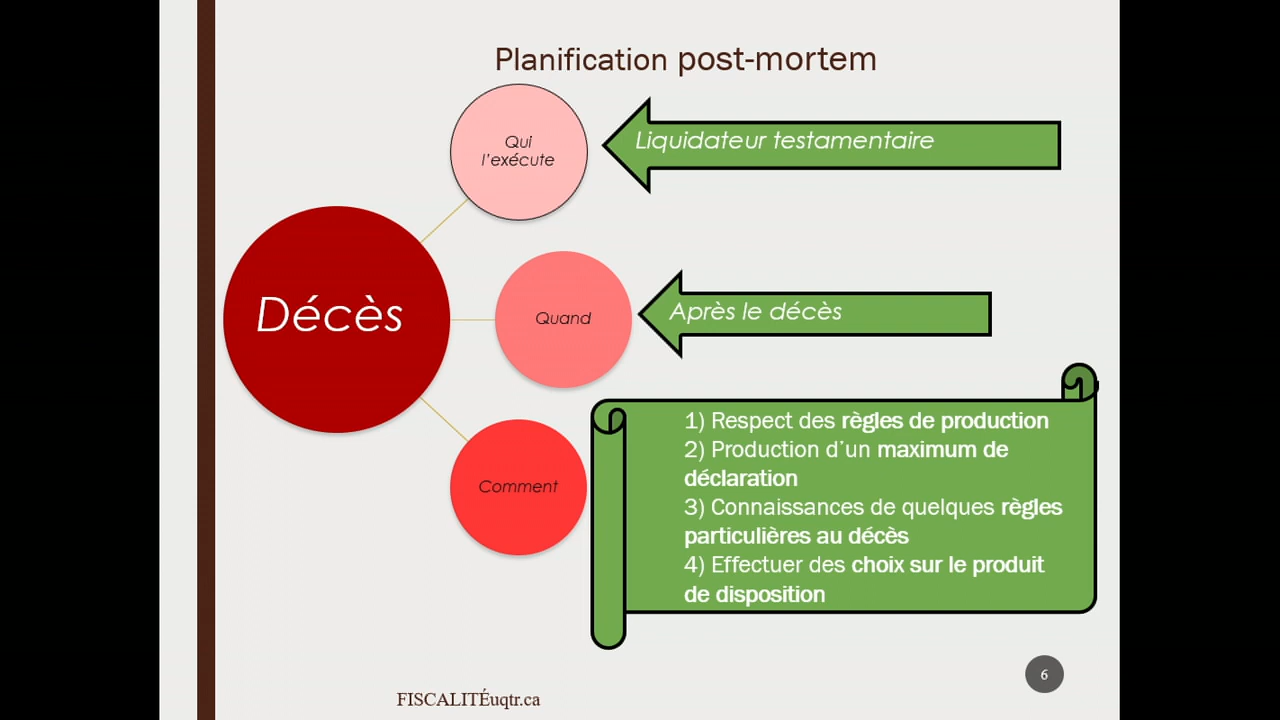 Planification post-mortem
Qui
l'exécute
Liquidateur testamentaire
Décès
Quand
Après le décès
Comment
1) Respect des règles de production
2) Production d'un maximum de
déclaration
3) Connaissances de quelques règles
particulières au décès
4) Effectuer des choix sur le produit
de disposition
6
FISCALITÉuqtr.ca